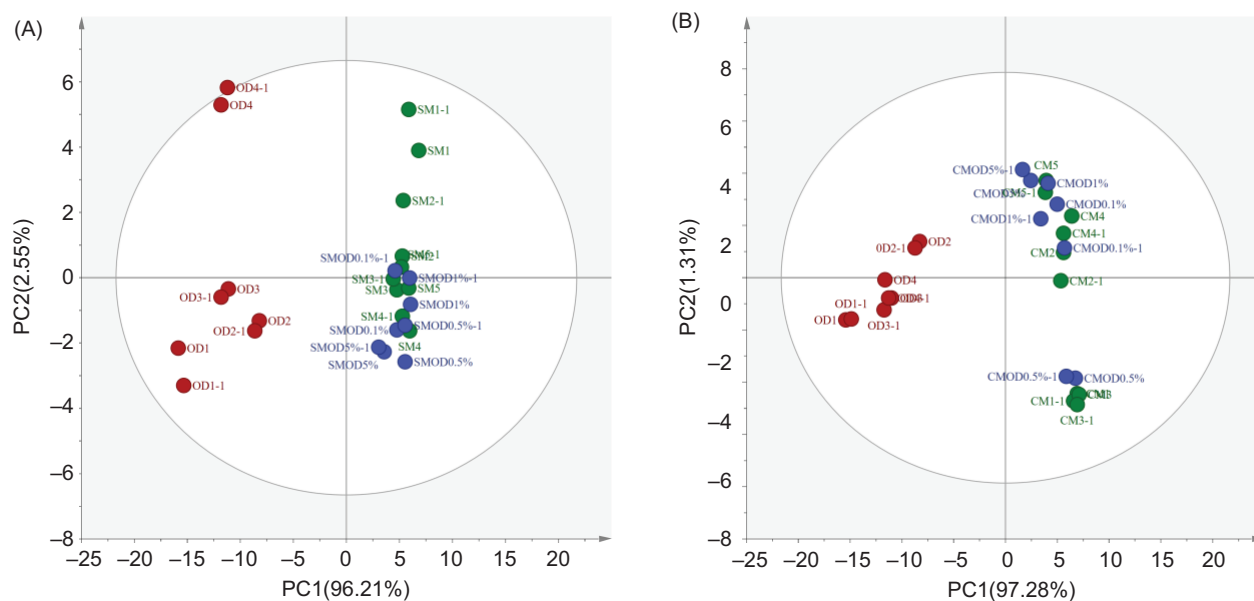 (A)
6
4
2
0
–2
–4
–6
–8
PC2(2.55%)
–25
–20
–15
–10
–5
0
5
10
15
20
PC1(96.21%)
OD4-1
OD4
SM1-1
SM1
SM2-1
SM2
SMOD0.1%-1
SMOD1%-1
SM3-1
SM3
SM5
SMOD1%
SM4-1
SMOD0.1%
SMOD0.5%-1
SM4
SMOD5%-1
SMOD5%
SMOD0.5%
OD3
OD3-1
OD2
OD2-1
OD1
OD1-1
(B)
8
6
4
2
0
–2
–4
–6
–8
PC2(1.31%)
–25
–20
–15
–10
–5
0
5
10
15
20
PC1(97.28%)
CM5
CMOD5%-1
CMOD1%
CMOD0.1%
CMOD1%-1
CM4
CM4-1
CMOD0.1%-1
CM2
CM2-1
OD2
0D2-1
OD4
OD1-1
OD1
OD3-1
CMOD0.5%-1
CMOD0.5%
CM1-1
CM3-1